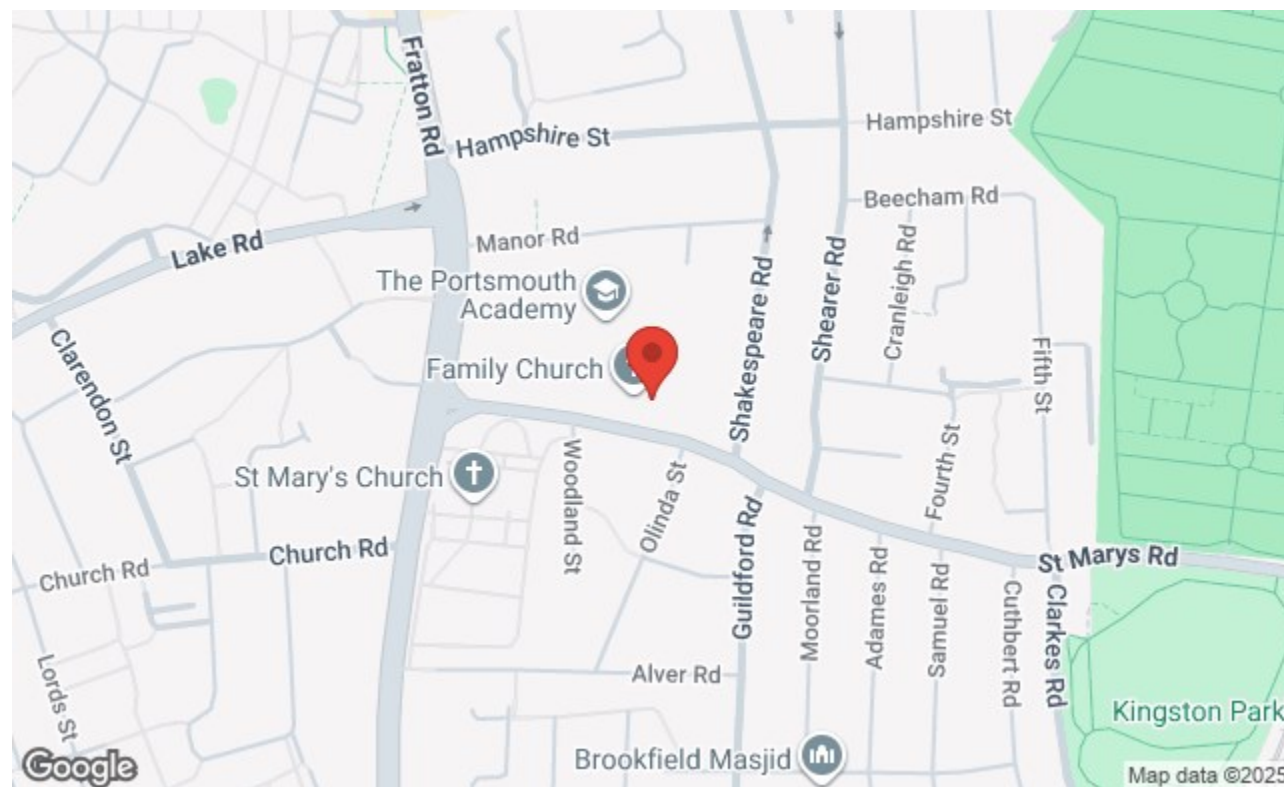 Fratton Rd
Hampshire St
Hampshire St
Beecham Rd
Lake Rd
Manor Rd
Cranleigh Rd
The Portsmouth
Academy
Shakespeare Rd
Shearer Rd
Clarendon St
Family Church
Fifth St
St Mary's Church
Woodland St
Olinda St
Fourth St
Church Rd
Church Rd
Guildford Rd
Moorland Rd
Adames Rd
Samuel Rd
Cuthbert Rd
St Marys Rd
Clarkes Rd
Lords St
Alver Rd
Kingston Park
Brookfield Masjid
Google
Map data ©2025